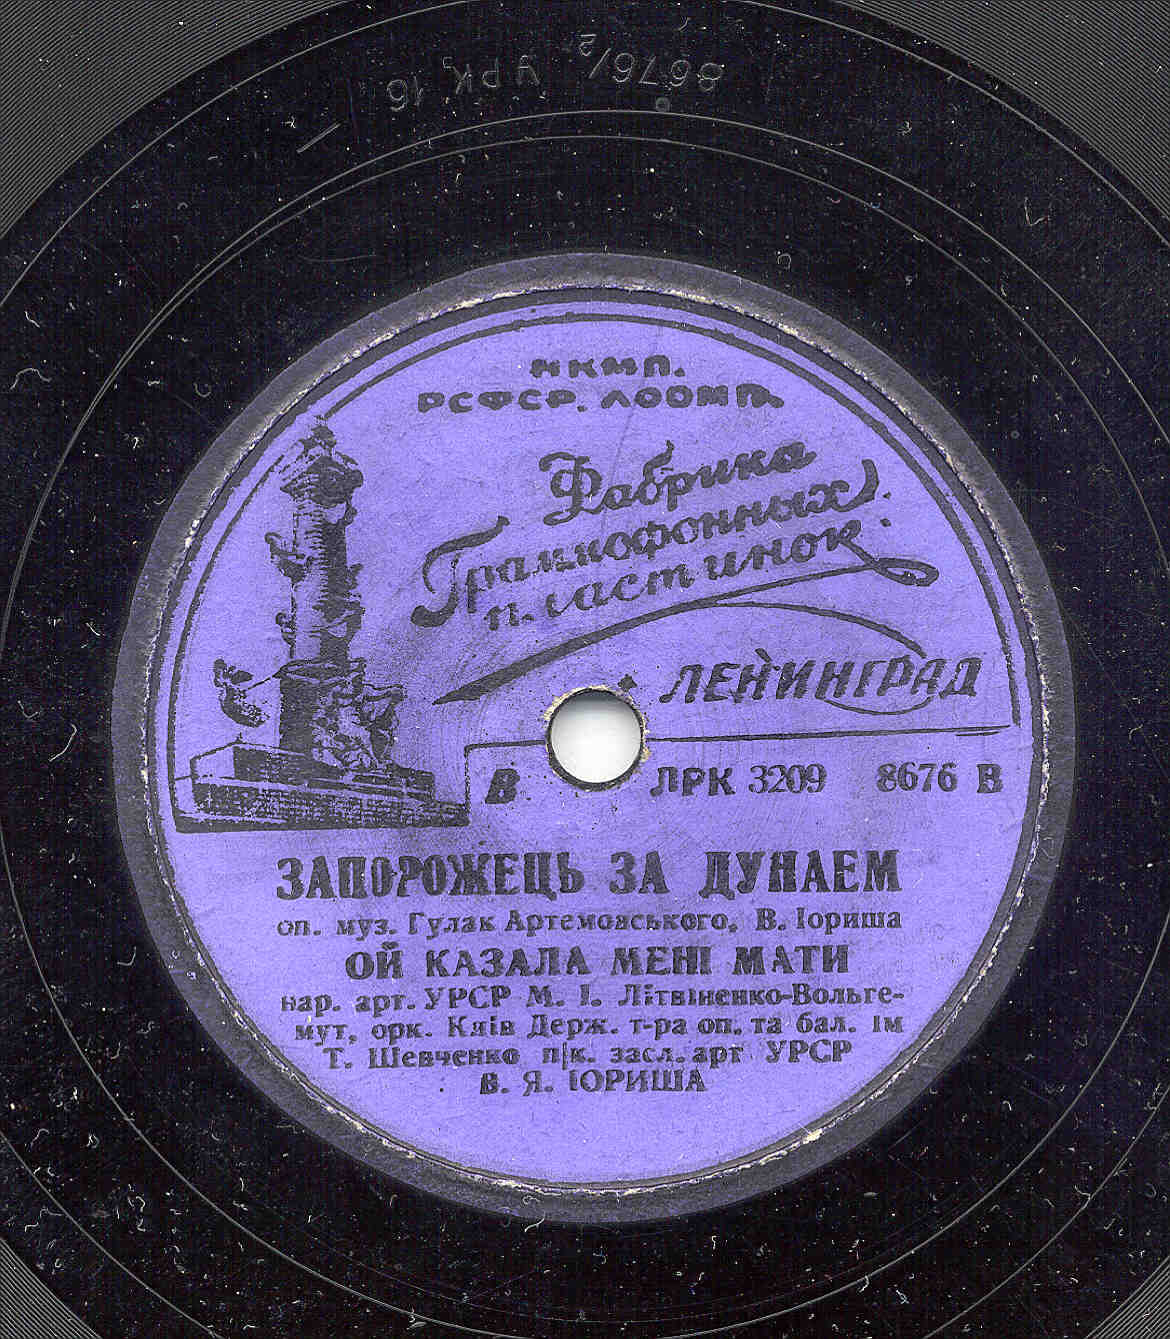 8676/2 УРК 16
НКМП.
РСФСР. ЛООМП.
Фабрика
Граммофонных
пластинок.
ЛЕНИНГРАД
В ЛРК 3209 8676 В
ЗАПОРОЖЕЦЬ ЗА ДУНАЕМ
оп. муз. Гулак Артемовського, В. Іориша
ОЙ КАЗАЛА МЕНІ МАТИ
нар. арт. УРСР М. І. Літвіненко-Вольге-
мут, орк. Київ Держ. т-ра оп. та бал. ім
Т. Шевченко п/к. засл. арт УРСР
В. Я. ІОРИША